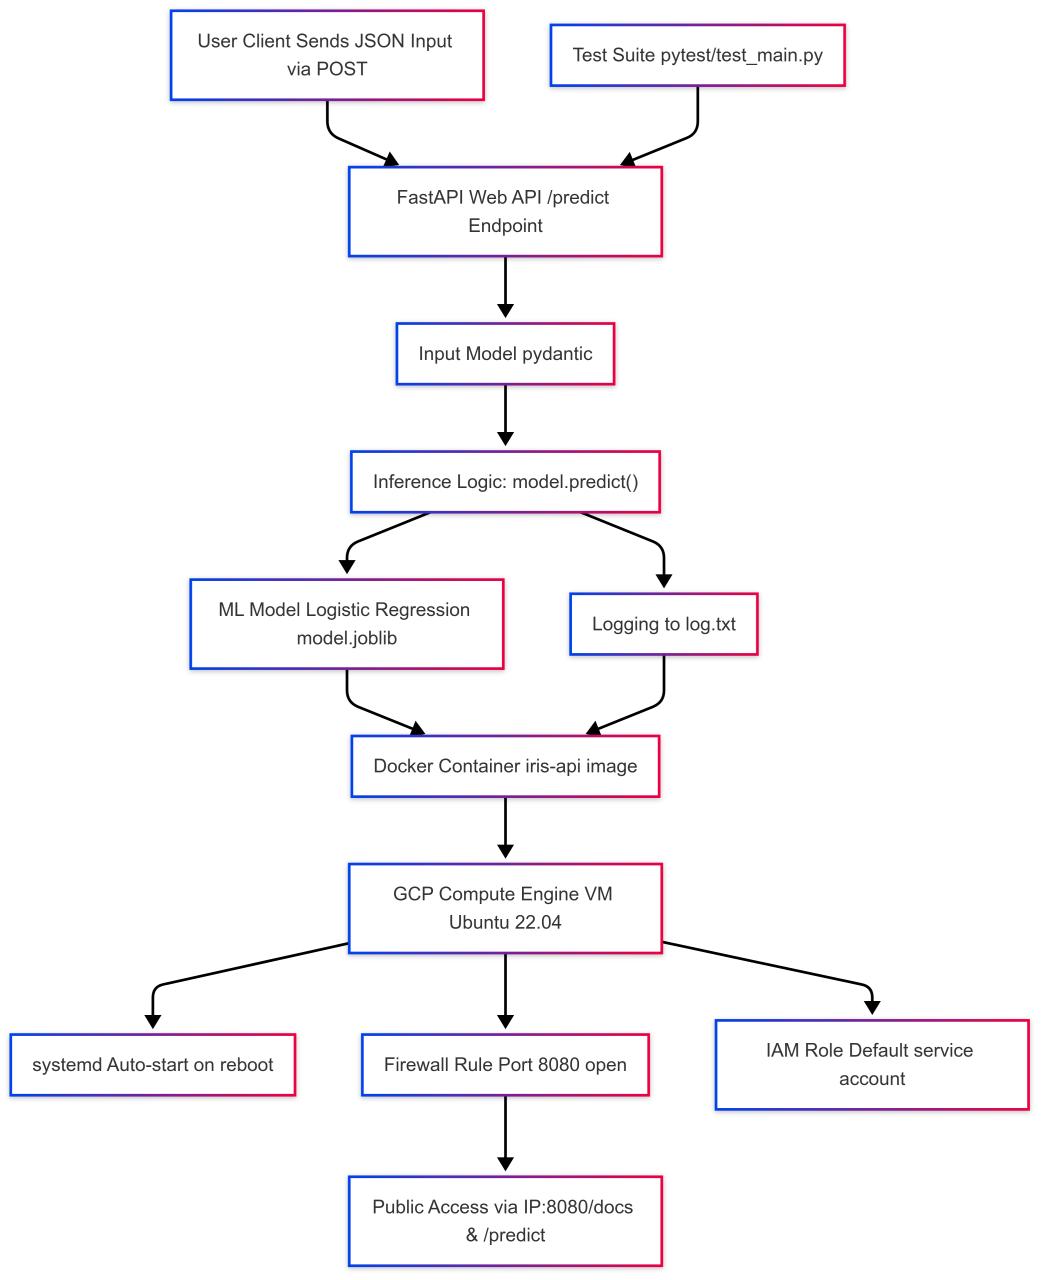 User Client Sends JSON Input
via POST
Test Suite pytest/test_main.py
FastAPI Web API /predict
Endpoint
Input Model pydantic
Inference Logic: model.predict()
ML Model Logistic Regression
model.joblib
Logging to log.txt
Docker Container iris-api image
GCP Compute Engine VM
Ubuntu 22.04
systemd Auto-start on reboot
Firewall Rule Port 8080 open
IAM Role Default service
account
Public Access via IP:8080/docs
& /predict